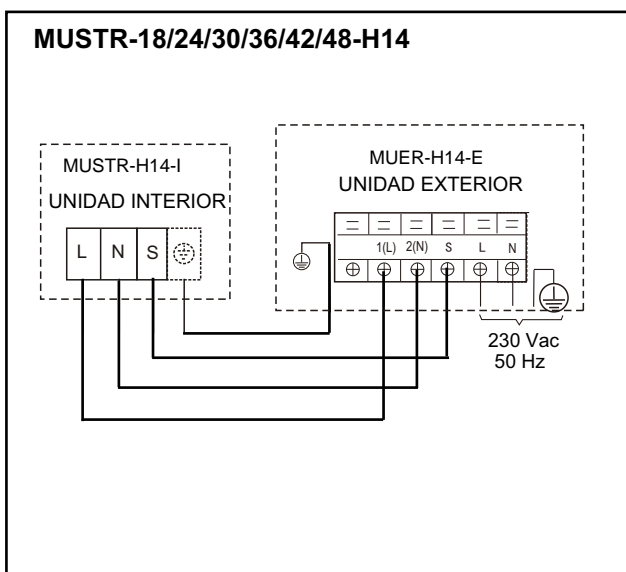 MUSTR-18/24/30/36/42/48-H14
MUSTR-H14-I
UNIDAD INTERIOR
L N S
MUER-H14-E
UNIDAD EXTERIOR
1(L) 2(N) S L N
230 Vac
50 Hz